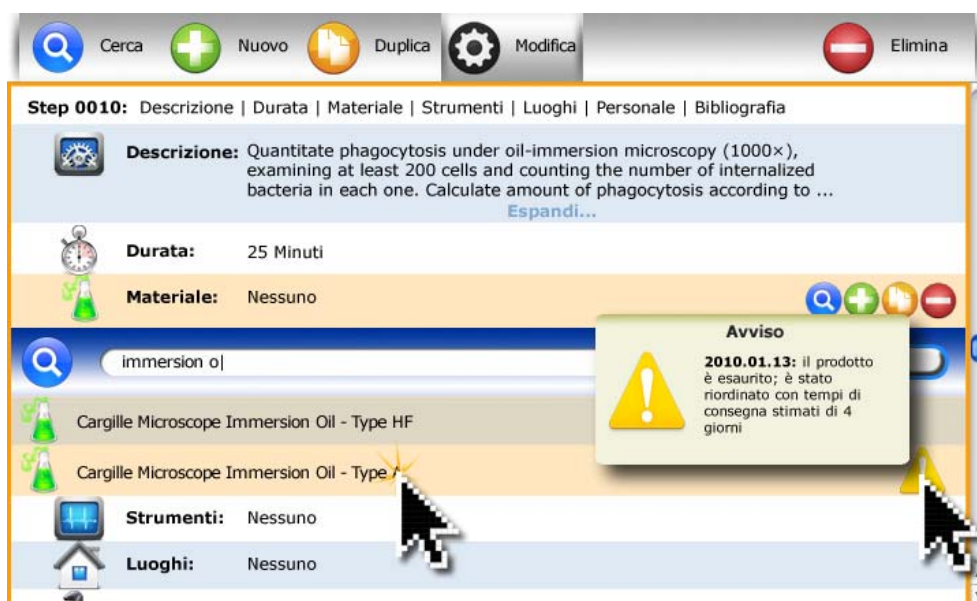 Cerca Nuovo Duplica Modifica Elimina
Step 0010: Descrizione | Durata | Materiale | Strumenti | Luoghi | Personale | Bibliografia
Descrizione: Quantitate phagocytosis under oil-immersion microscopy (1000×),
examining at least 200 cells and counting the number of internalized
bacteria in each one. Calculate amount of phagocytosis according to ...
Espandi...
Durata: 25 Minuti
Materiale: Nessuno
Avviso
2010.01.13: il prodotto
è esaurito; è stato
riordinato con tempi di
consegna stimati di 4
giorni
immersion o
Cargille Microscope Immersion Oil - Type HF
Cargille Microscope Immersion Oil - Type
Strumenti: Nessuno
Luoghi: Nessuno